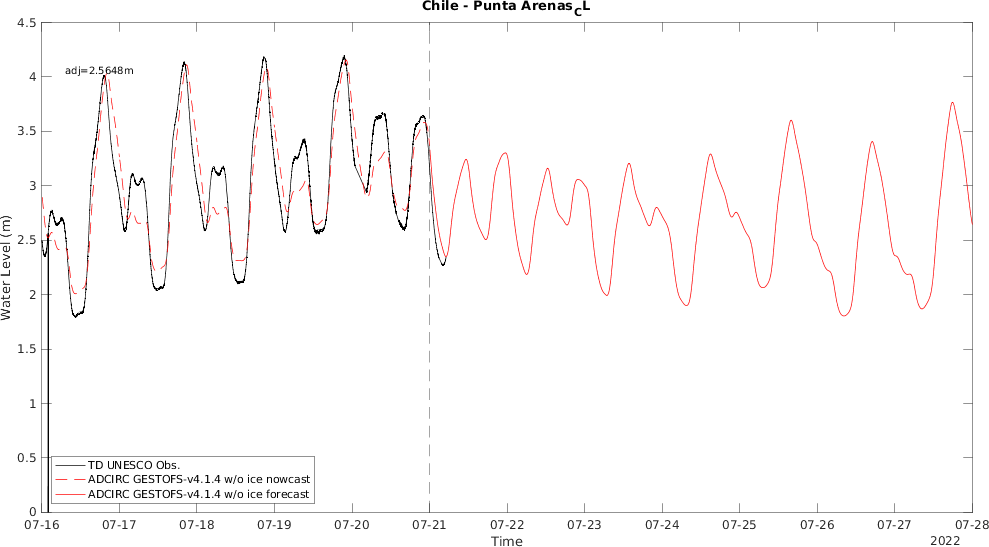 Chile - Punta Arenas_CL
4.5
4
3.5
3
2.5
2
1.5
1
0.5
0
Water Level (m)
adj=2.5648m
TD UNESCO Obs.
ADCIRC GESTOFS-v4.1.4 w/o ice nowcast
ADCIRC GESTOFS-v4.1.4 w/o ice forecast
07-16 07-17 07-18 07-19 07-20 07-21 07-22 07-23 07-24 07-25 07-26 07-27 07-28
Time
2022